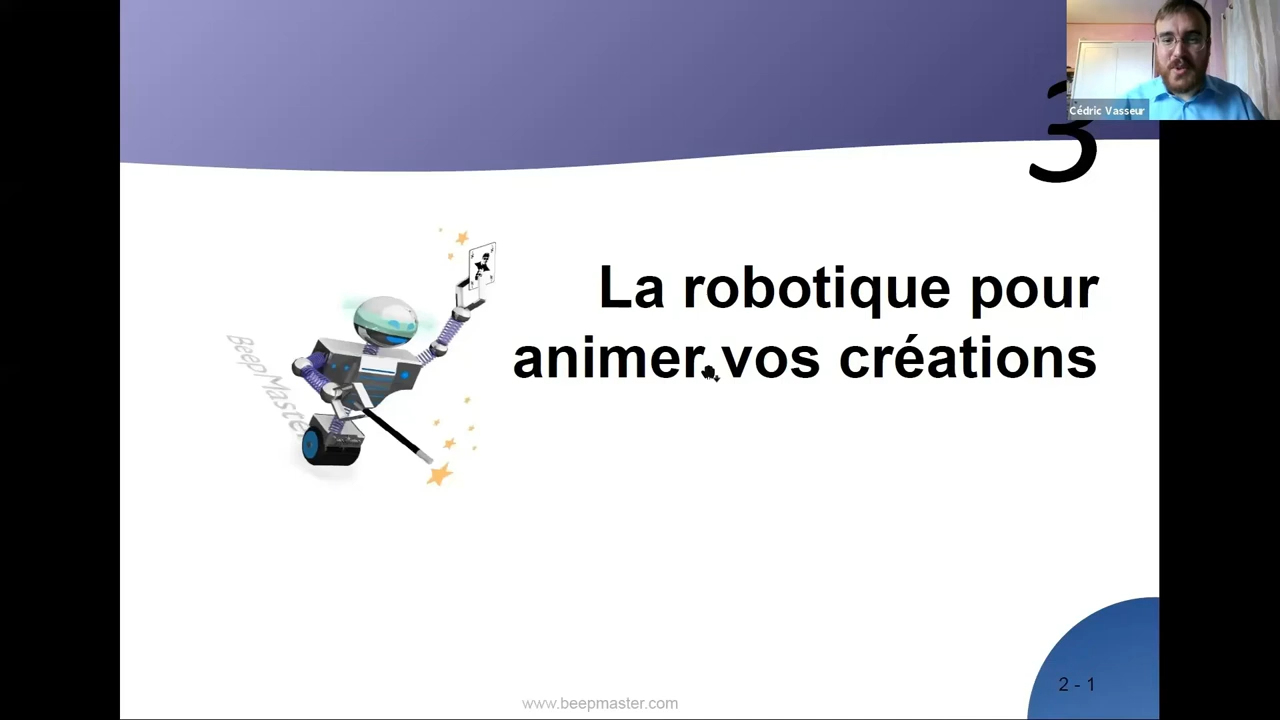 Cédric Vasseur
3
La robotique pour
animer vos créations
BeepMaster
2 - 1
www.beepmaster.com